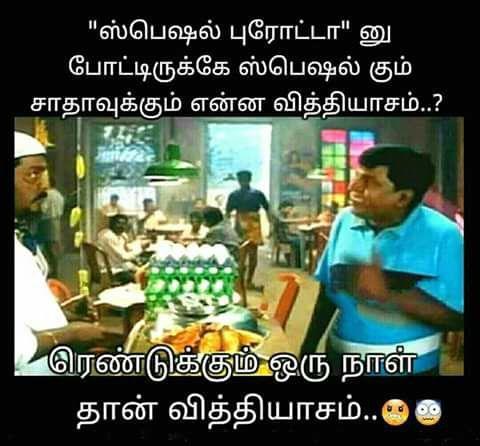 "ஸ்பெஷல் புரோட்டா" னு
போட்டிருக்கே ஸ்பெஷல் கும்
சாதாவுக்கும் என்ன வித்தியாசம்..?
ரெண்டுக்கும் ஒரு நாள்
தான் வித்தியாசம்..